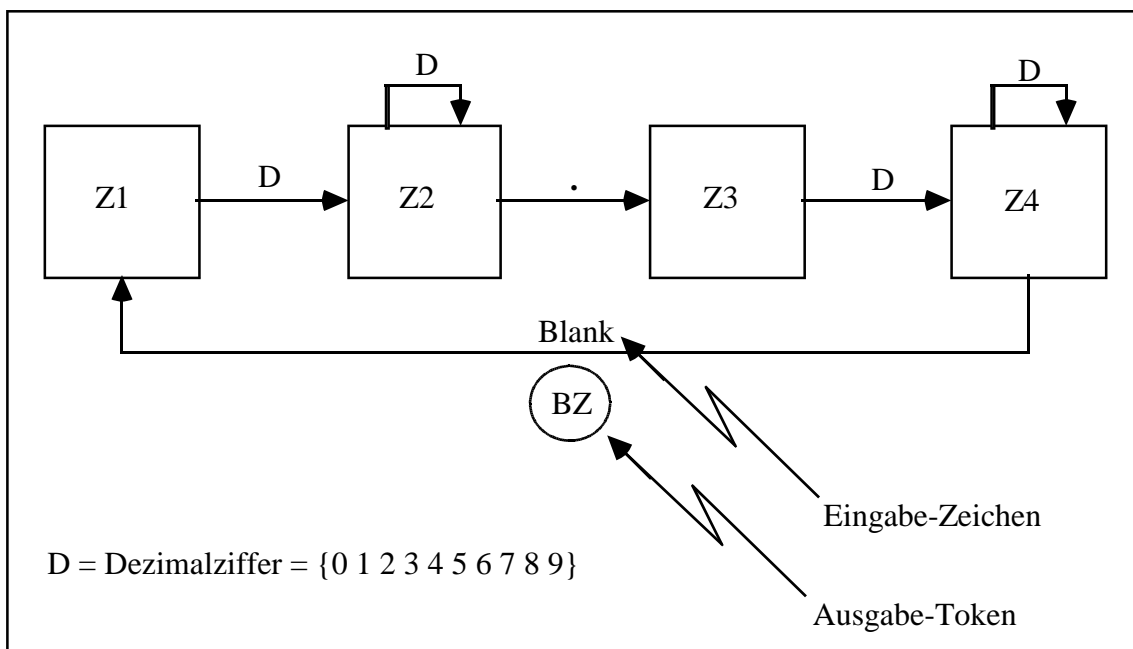 D
D
Z1
D
Z2
.
Z3
D
Z4
Blank
BZ
Eingabe-Zeichen
D = Dezimalziffer = {0 1 2 3 4 5 6 7 8 9}
Ausgabe-Token